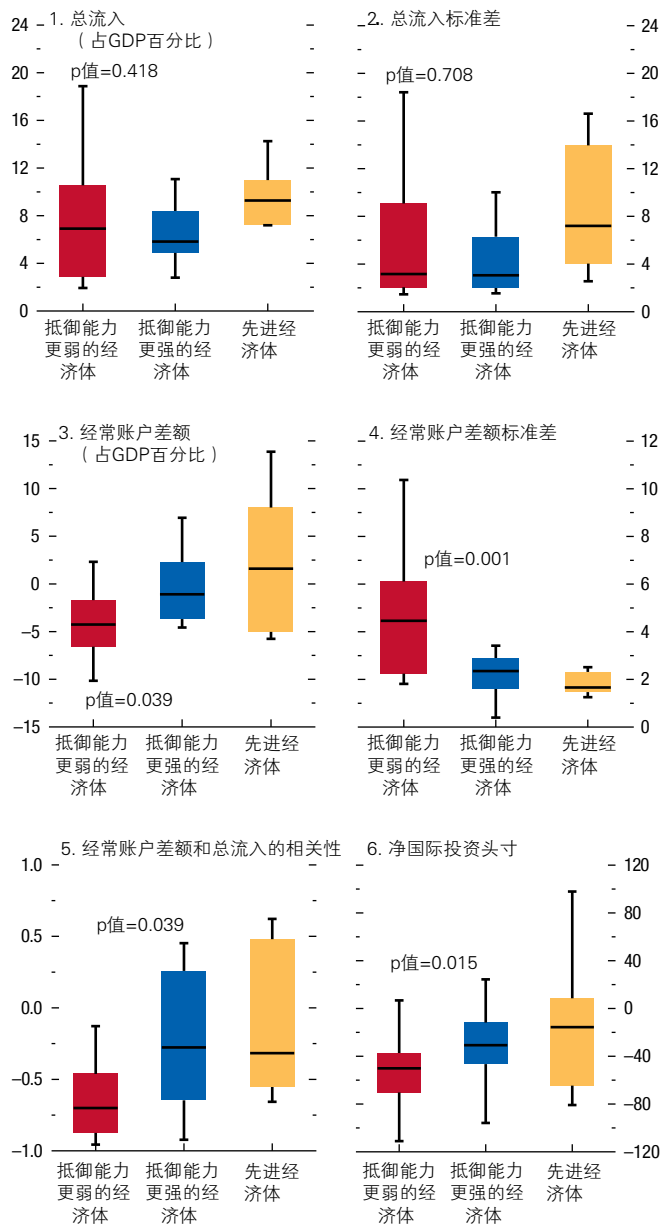 1. 总流入
（占GDP百分比）
p值=0.418
24
20
16
12
8
4
0
抵御能力
更弱的经
济体
抵御能力
更强的经
济体
先进经
济体
2. 总流入标准差
p值=0.708
24
20
16
12
8
4
0
抵御能力
更弱的经
济体
抵御能力
更强的经
济体
先进经
济体
3. 经常账户差额
（占GDP百分比）
15
10
5
0
–5
–10
–15
p值=0.039
抵御能力
更弱的经
济体
抵御能力
更强的经
济体
先进经
济体
4. 经常账户差额标准差
p值=0.001
12
10
8
6
4
2
0
抵御能力
更弱的经
济体
抵御能力
更强的经
济体
先进经
济体
5. 经常账户差额和总流入的相关性
p值=0.039
1.0
0.5
0.0
–0.5
–1.0
抵御能力
更弱的经
济体
抵御能力
更强的经
济体
先进经
济体
6. 净国际投资头寸
p值=0.015
120
80
40
0
–40
–80
–120
抵御能力
更弱的经
济体
抵御能力
更强的经
济体
先进经
济体